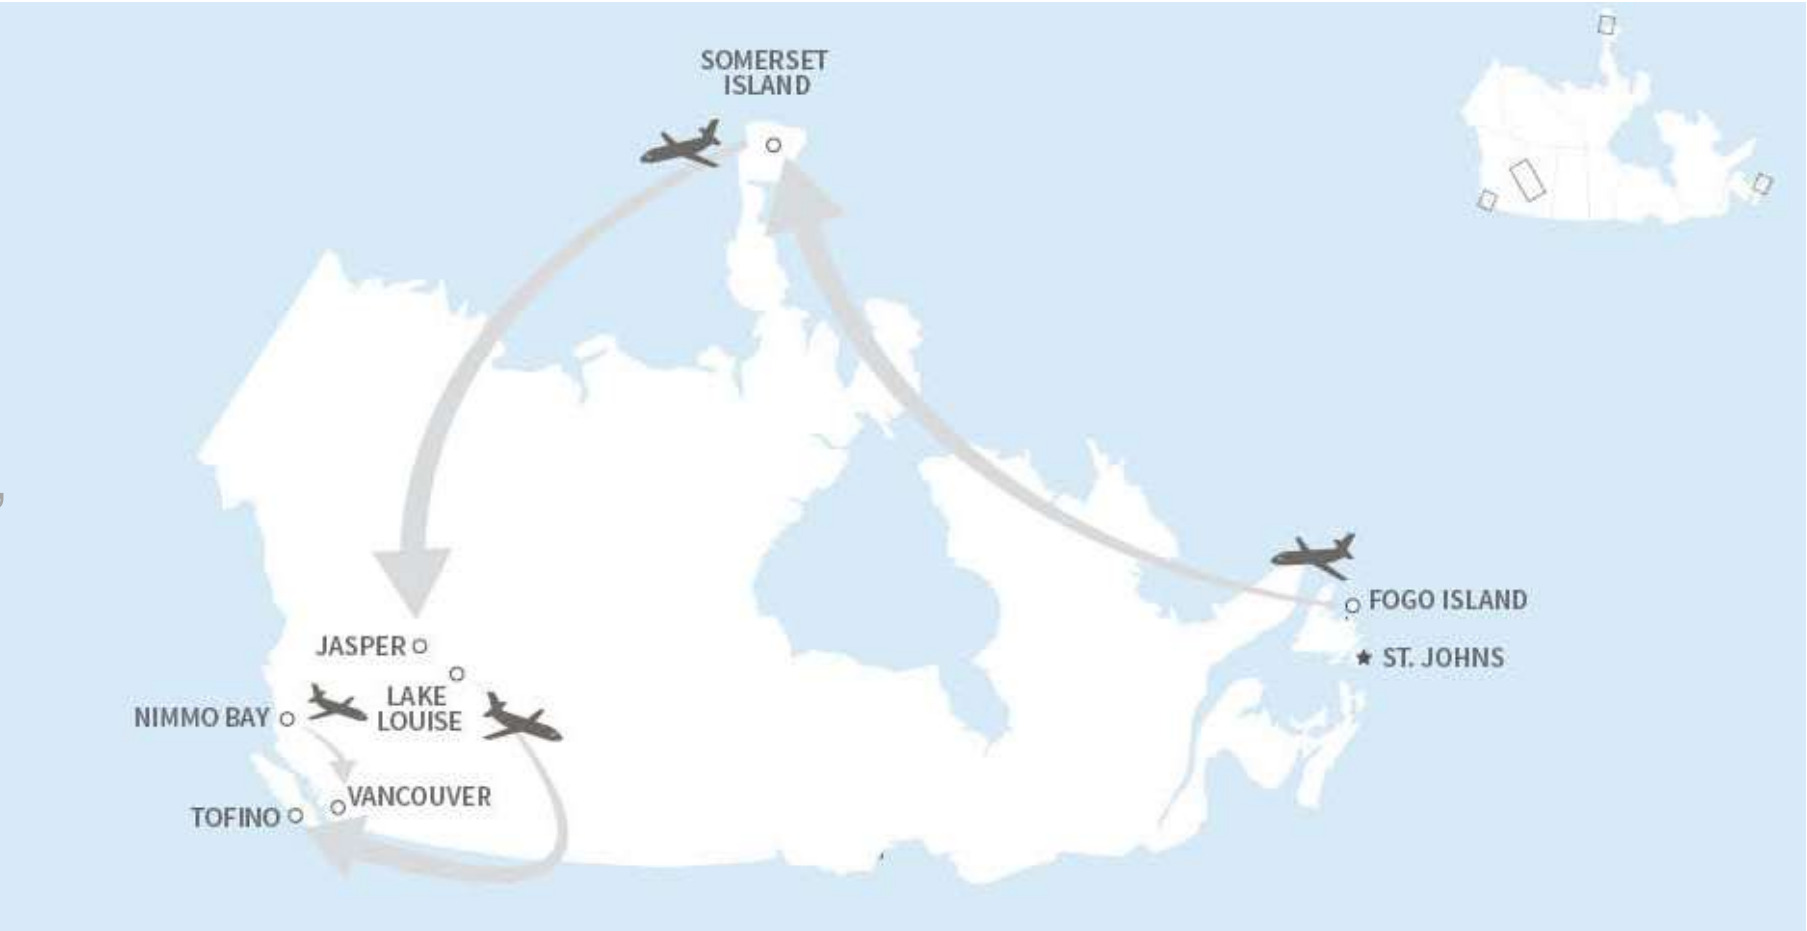 SOMERSET
ISLAND
FOGO ISLAND
ST. JOHNS
JASPER
LAKE
LOUISE
NIMMO BAY
VANCOUVER
TOFINO